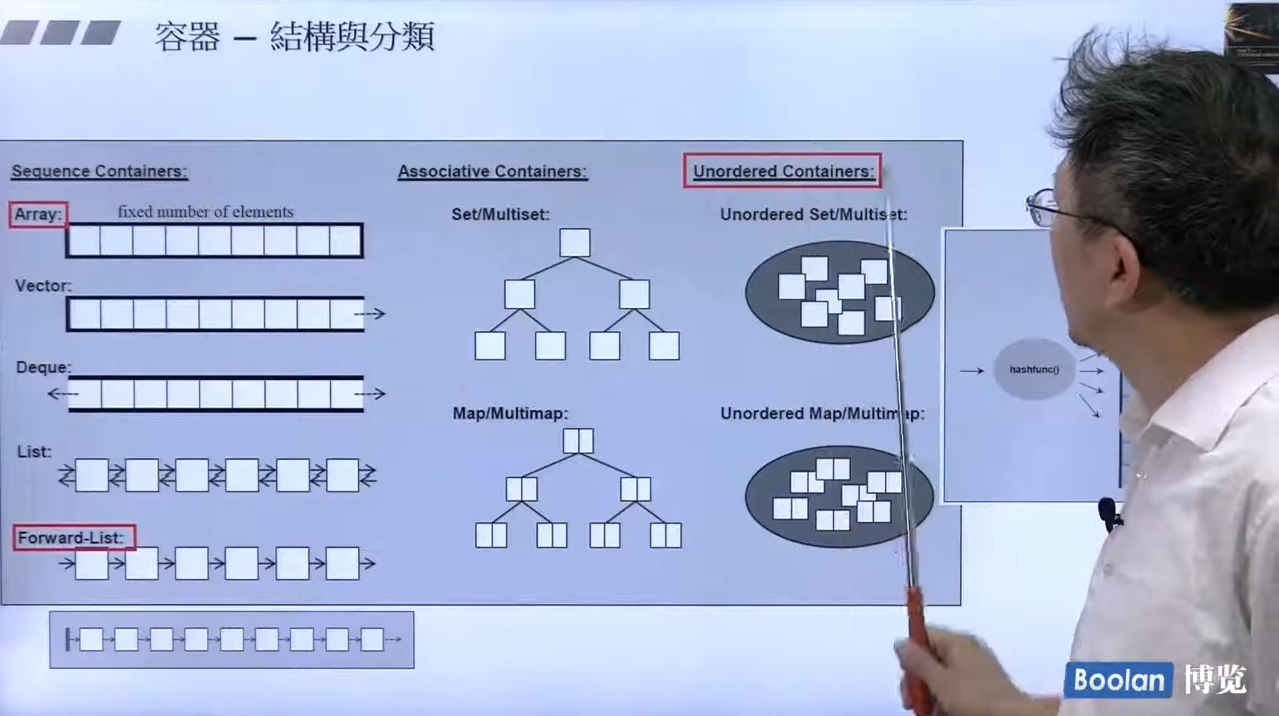 容器 – 結構與分類
Sequence Containers:
Array:
fixed number of elements
Vector:
Deque:
List:
Forward-List:
Associative Containers:
Set/Multiset:
Map/Multimap:
Unordered Containers:
Unordered Set/Multiset:
Unordered Map/Multimap:
hashfunc()
Boolan 博览